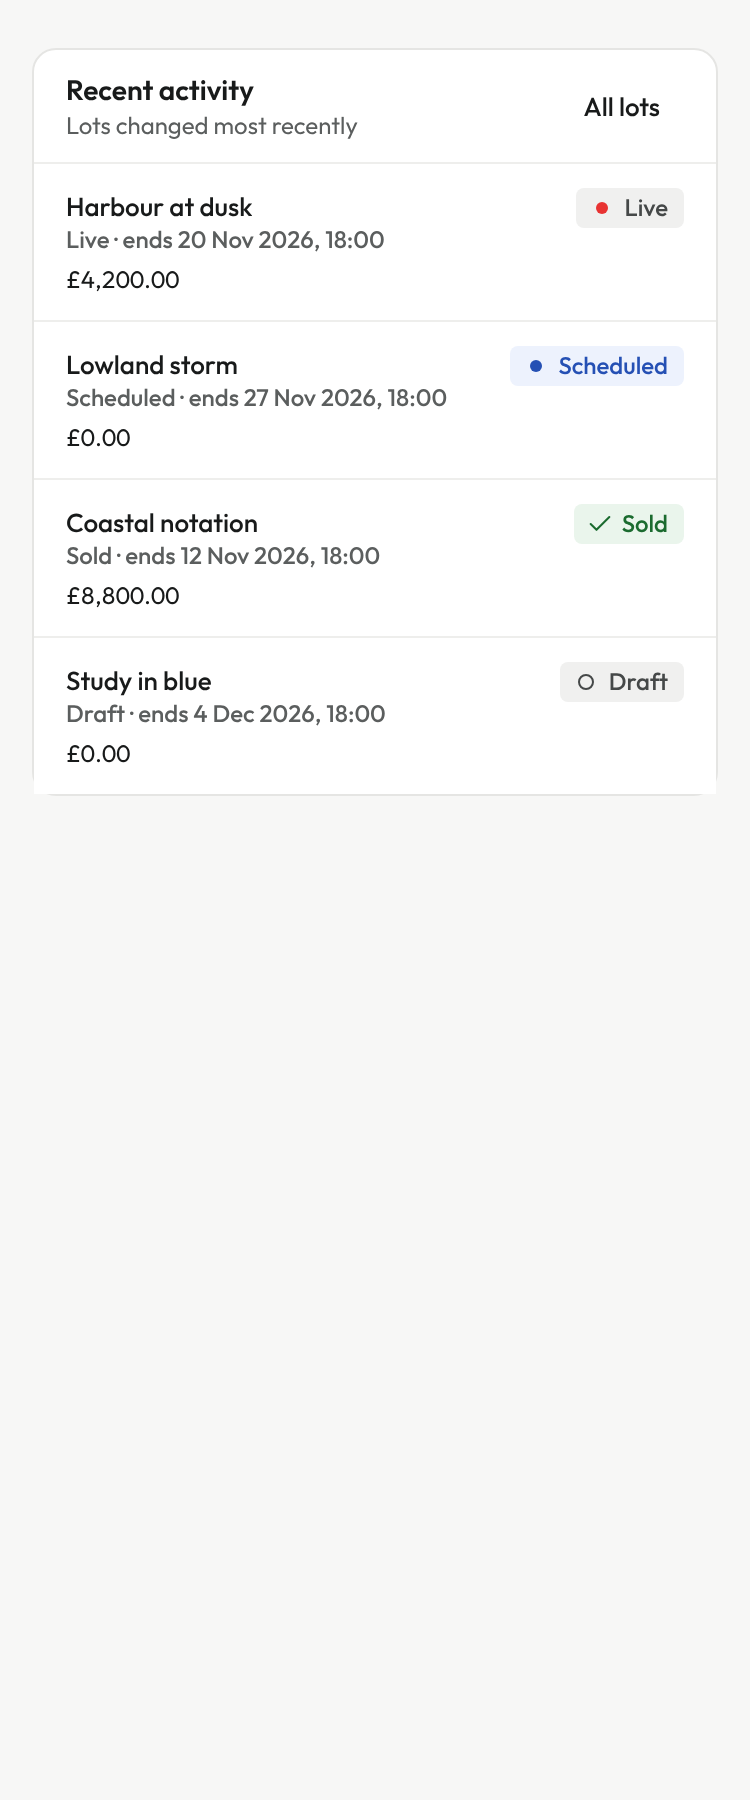 Recent activity
Lots changed most recently
All lots
Harbour at dusk
Live
Live · ends 20 Nov 2026, 18:00
£4,200.00
Lowland storm
Scheduled
Scheduled · ends 27 Nov 2026, 18:00
£0.00
Coastal notation
Sold
Sold · ends 12 Nov 2026, 18:00
£8,800.00
Study in blue
Draft
Draft · ends 4 Dec 2026, 18:00
£0.00